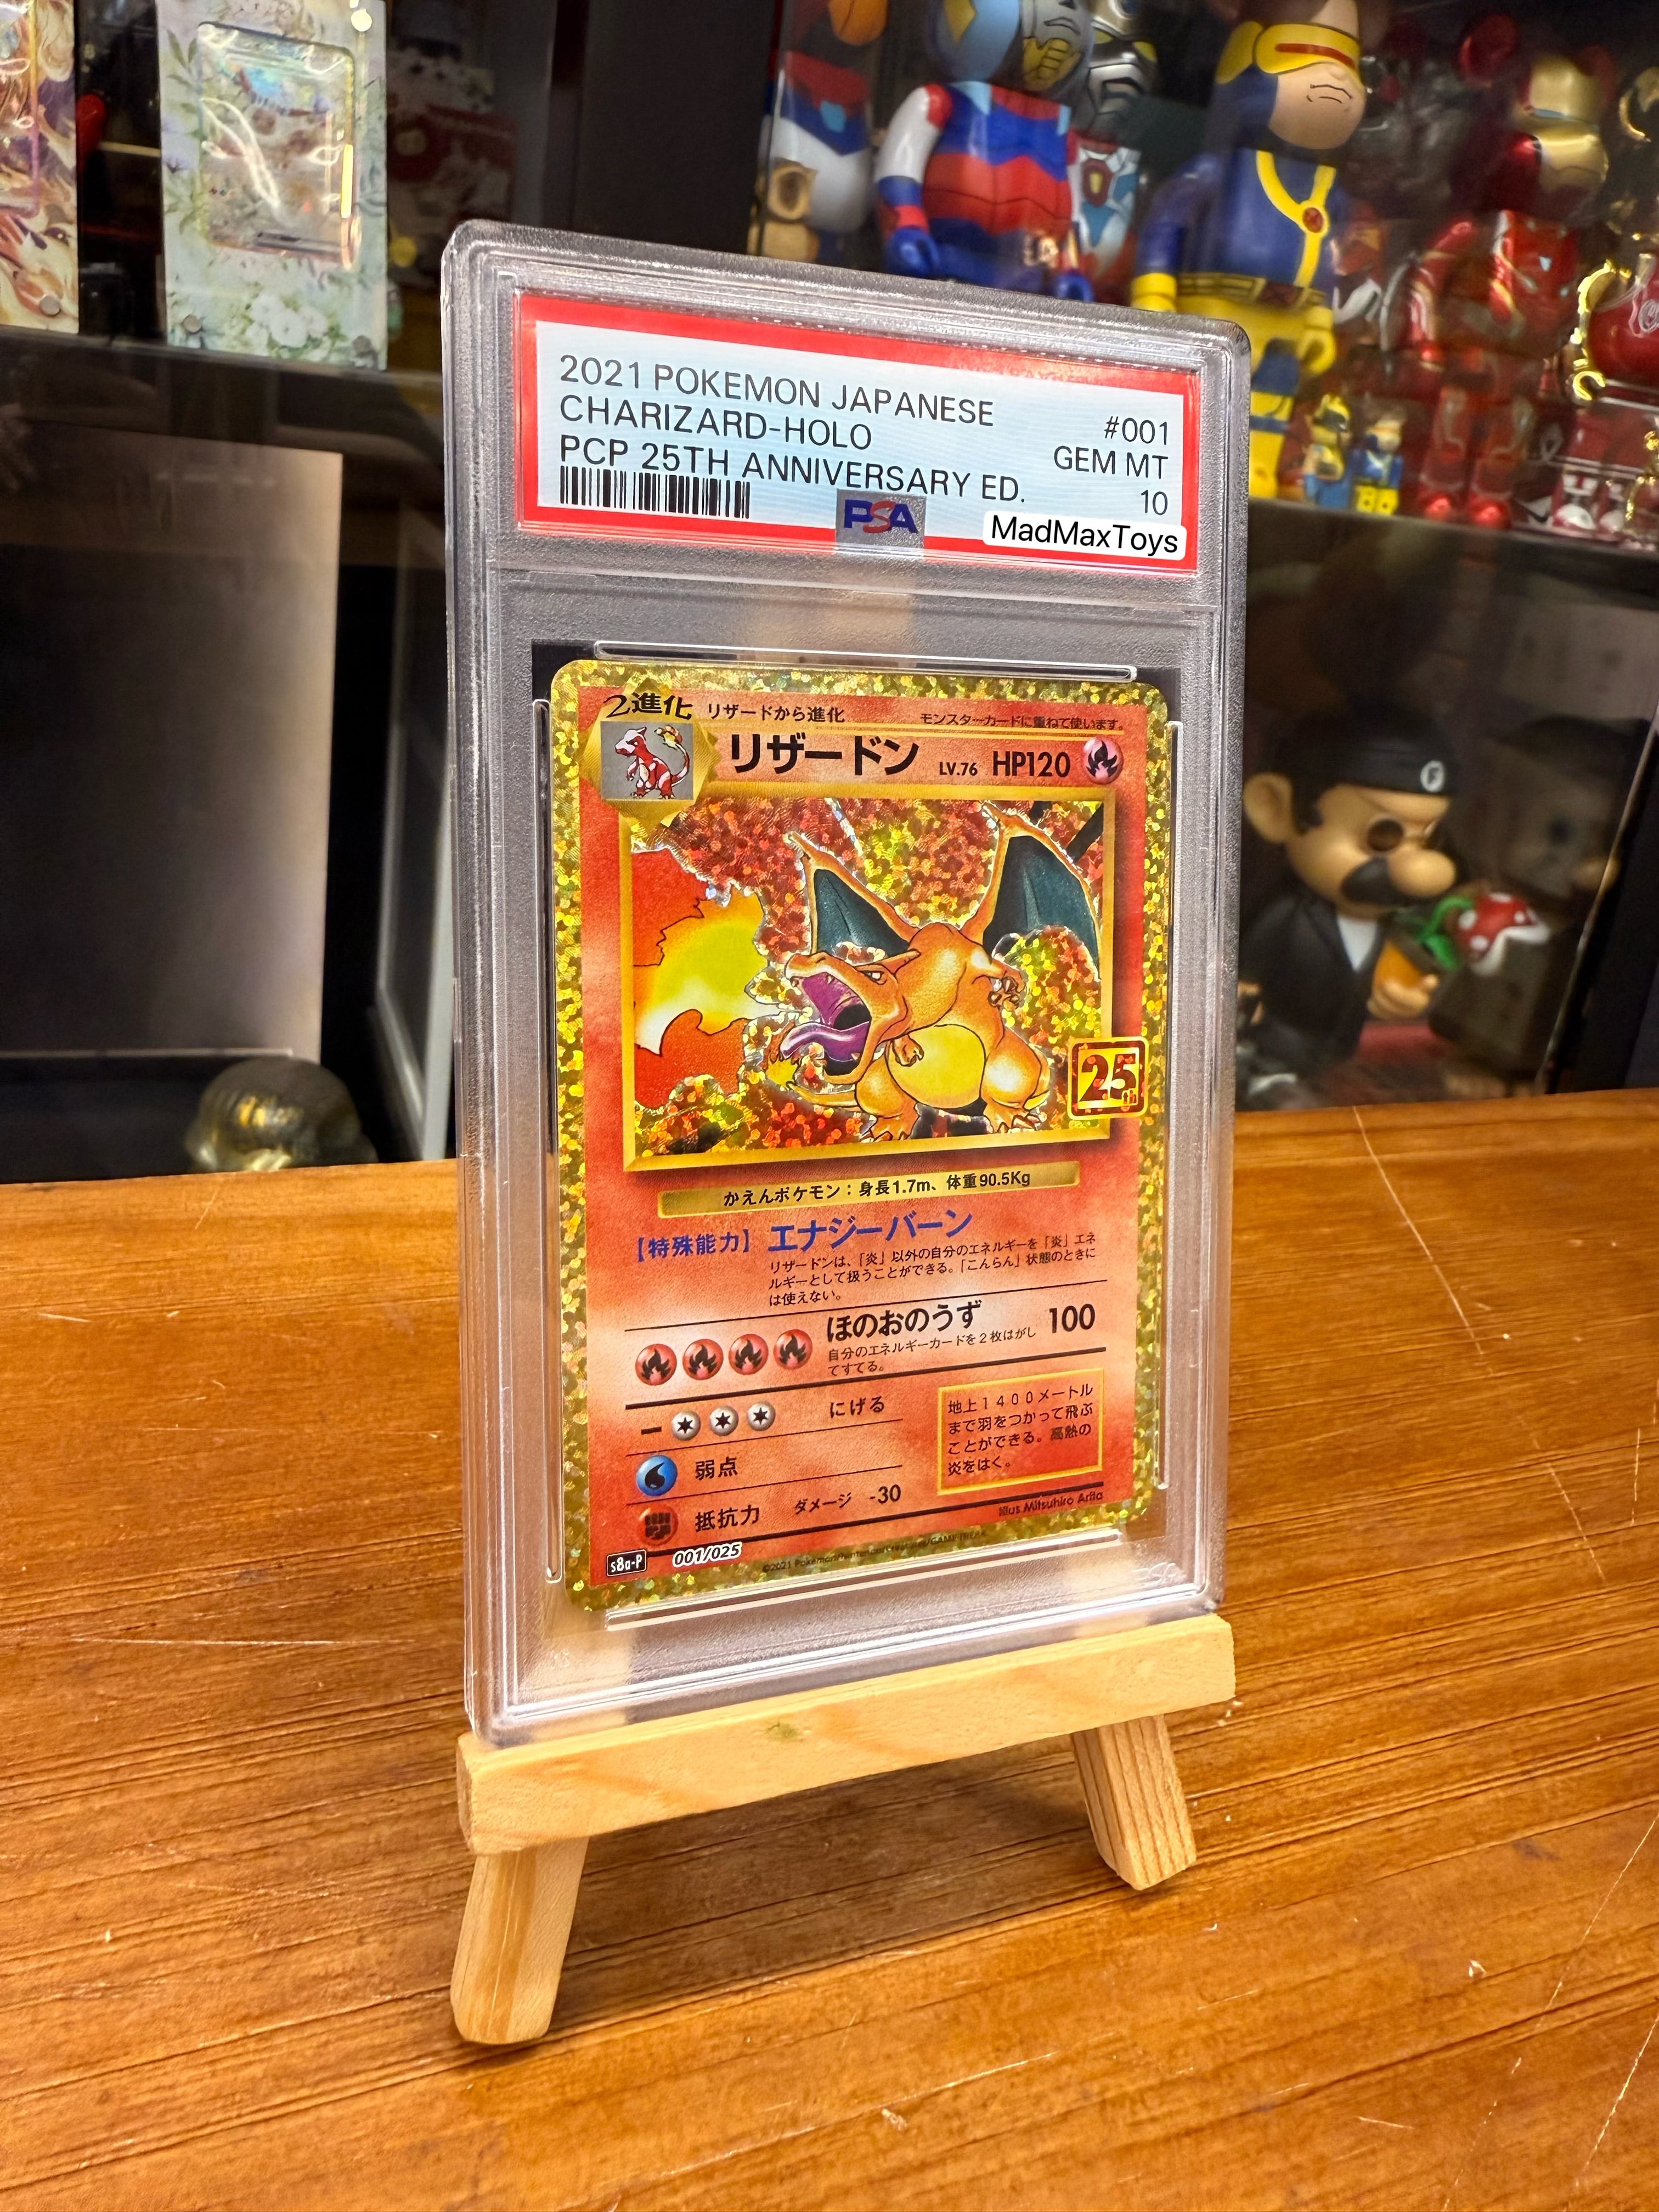 2021 POKEMON JAPANESE
CHARIZARD-HOLO
PCP 25TH ANNIVERSARY ED.
#001
GEM MT
10
PSA
MadMaxToys
2進化
リザードから進化
モンスターカードに重ねて使います。
リザードン
LV.76
HP120
25th
かえんポケモン：身長1.7m、体重90.5Kg
【特殊能力】エナジーバーン
リザードンは、「炎」以外の自分のエネルギーを「炎」エネ
ルギーとして扱うことができる。「こんらん」状態のときに
は使えない。
ほのおのうず
100
自分のエネルギーカードを２枚はがし
てすてる。
にげる
弱点
抵抗力
ダメージ -30
地上１４００メートル
まで羽をつかって飛ぶ
ことができる。高熱の
炎をはく。
Illus Mitsuhiro Arita
s8a-P
001/025
©2021 Pokémon/Nintendo/Creatures/GAME FREAK